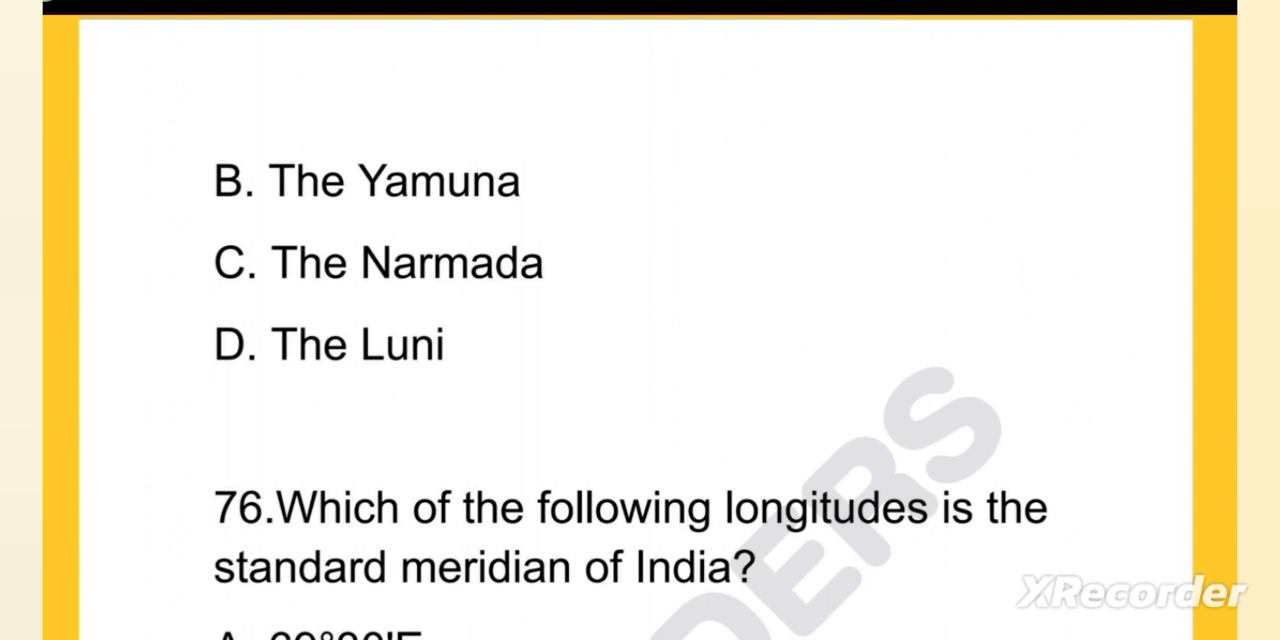 B. The Yamuna
C. The Narmada
D. The Luni
76.Which of the following longitudes is the
standard meridian of India?
DERS
XRecorder